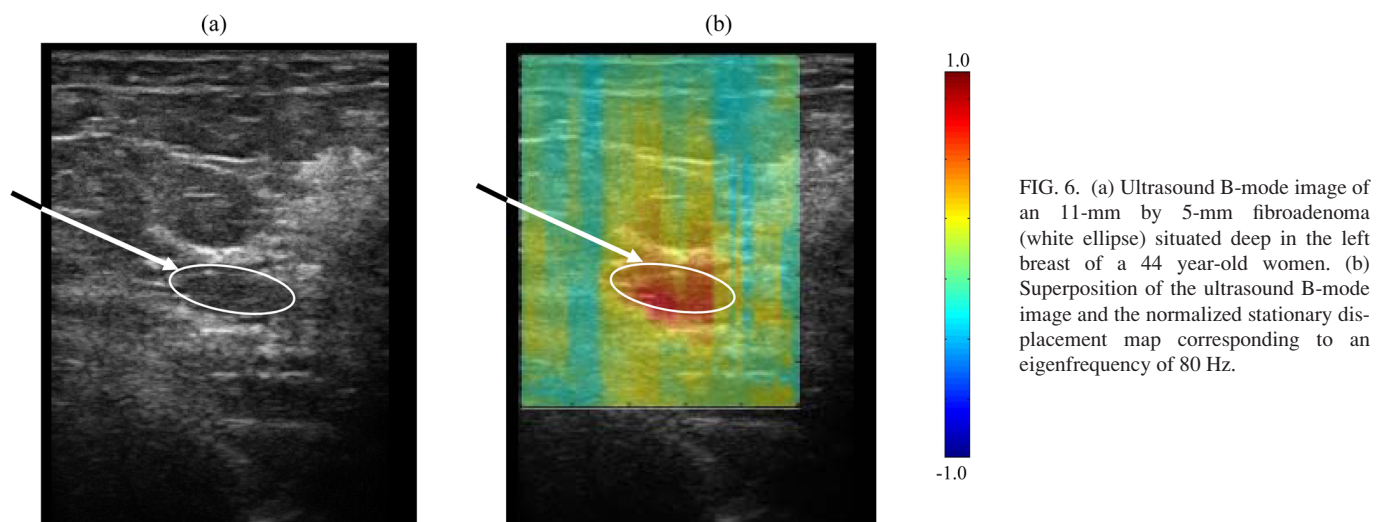 (a)
(b)
1.0
-1.0
FIG. 6. (a) Ultrasound B-mode image of
an 11-mm by 5-mm fibroadenoma
(white ellipse) situated deep in the left
breast of a 44 year-old women. (b)
Superposition of the ultrasound B-mode
image and the normalized stationary dis-
placement map corresponding to an
eigenfrequency of 80 Hz.